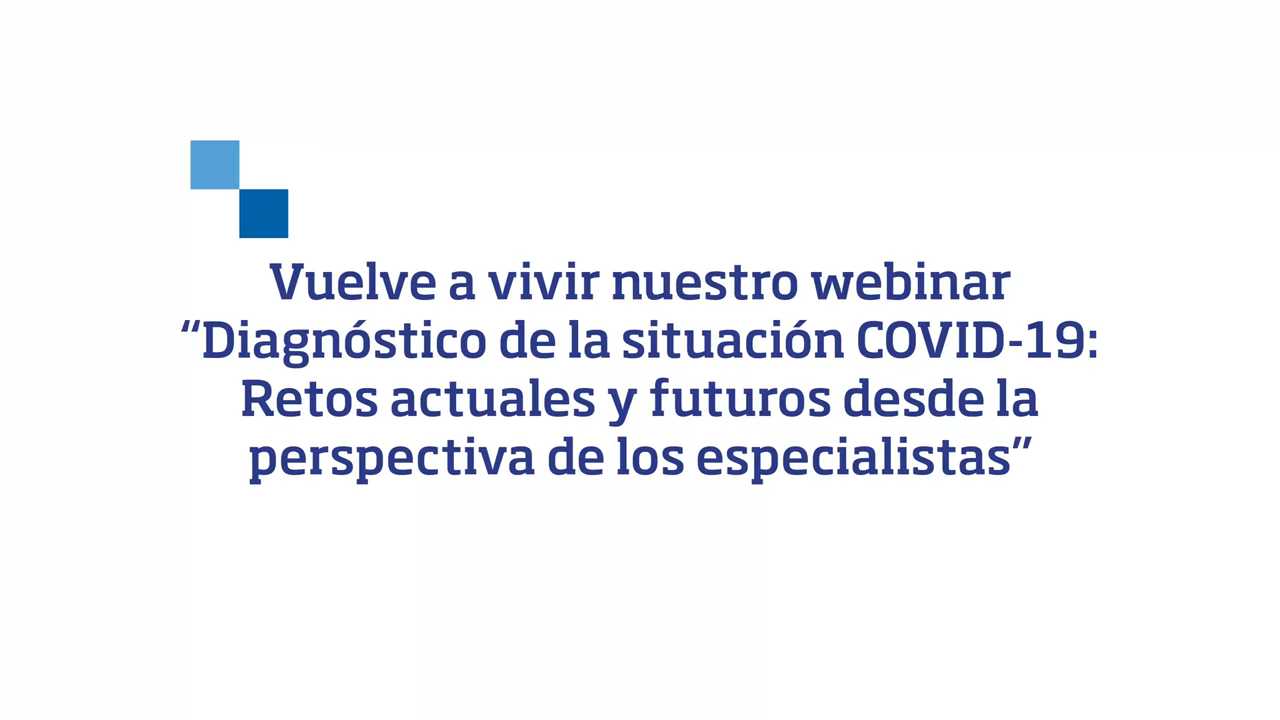 Vuelve a vivir nuestro webinar
“Diagnóstico de la situación COVID-19:
Retos actuales y futuros desde la
perspectiva de los especialistas”